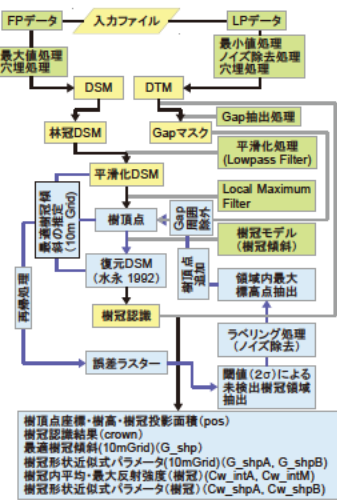 FPデータ
入力ファイル
LPデータ
最大値処理
穴埋処理
最小値処理
ノイズ除去処理
穴埋処理
DSM
DTM
Gap抽出処理
林冠DSM
Gapマスク
平滑化処理
(Lowpass Filter)
平滑化DSM
Local Maximum
Filter
最適樹冠傾
斜の推定
(10m Grid)
樹頂点
Gap
周囲
除外
樹冠モデル
(樹冠傾斜)
復元DSM
(水永 1992)
樹頂点
追加
領域内最大
標高点抽出
樹冠認識
再帰処理
ラベリング処理
(ノイズ除去)
誤差ラスター
閾値(2σ)による
未検出樹冠領域
抽出
樹頂点座標・樹高・樹冠投影面積(pos)
樹冠認識結果(crown)
最適樹冠傾斜(10mGrid)(G_shp)
樹冠形状近似式パラメータ(10mGrid)(G_shpA, G_shpB)
樹冠内平均・最大反射強度(樹冠)(Cw_intA, Cw_intM)
樹冠形状近似式パラメータ(樹冠)(Cw_shpA, Cw_shpB)